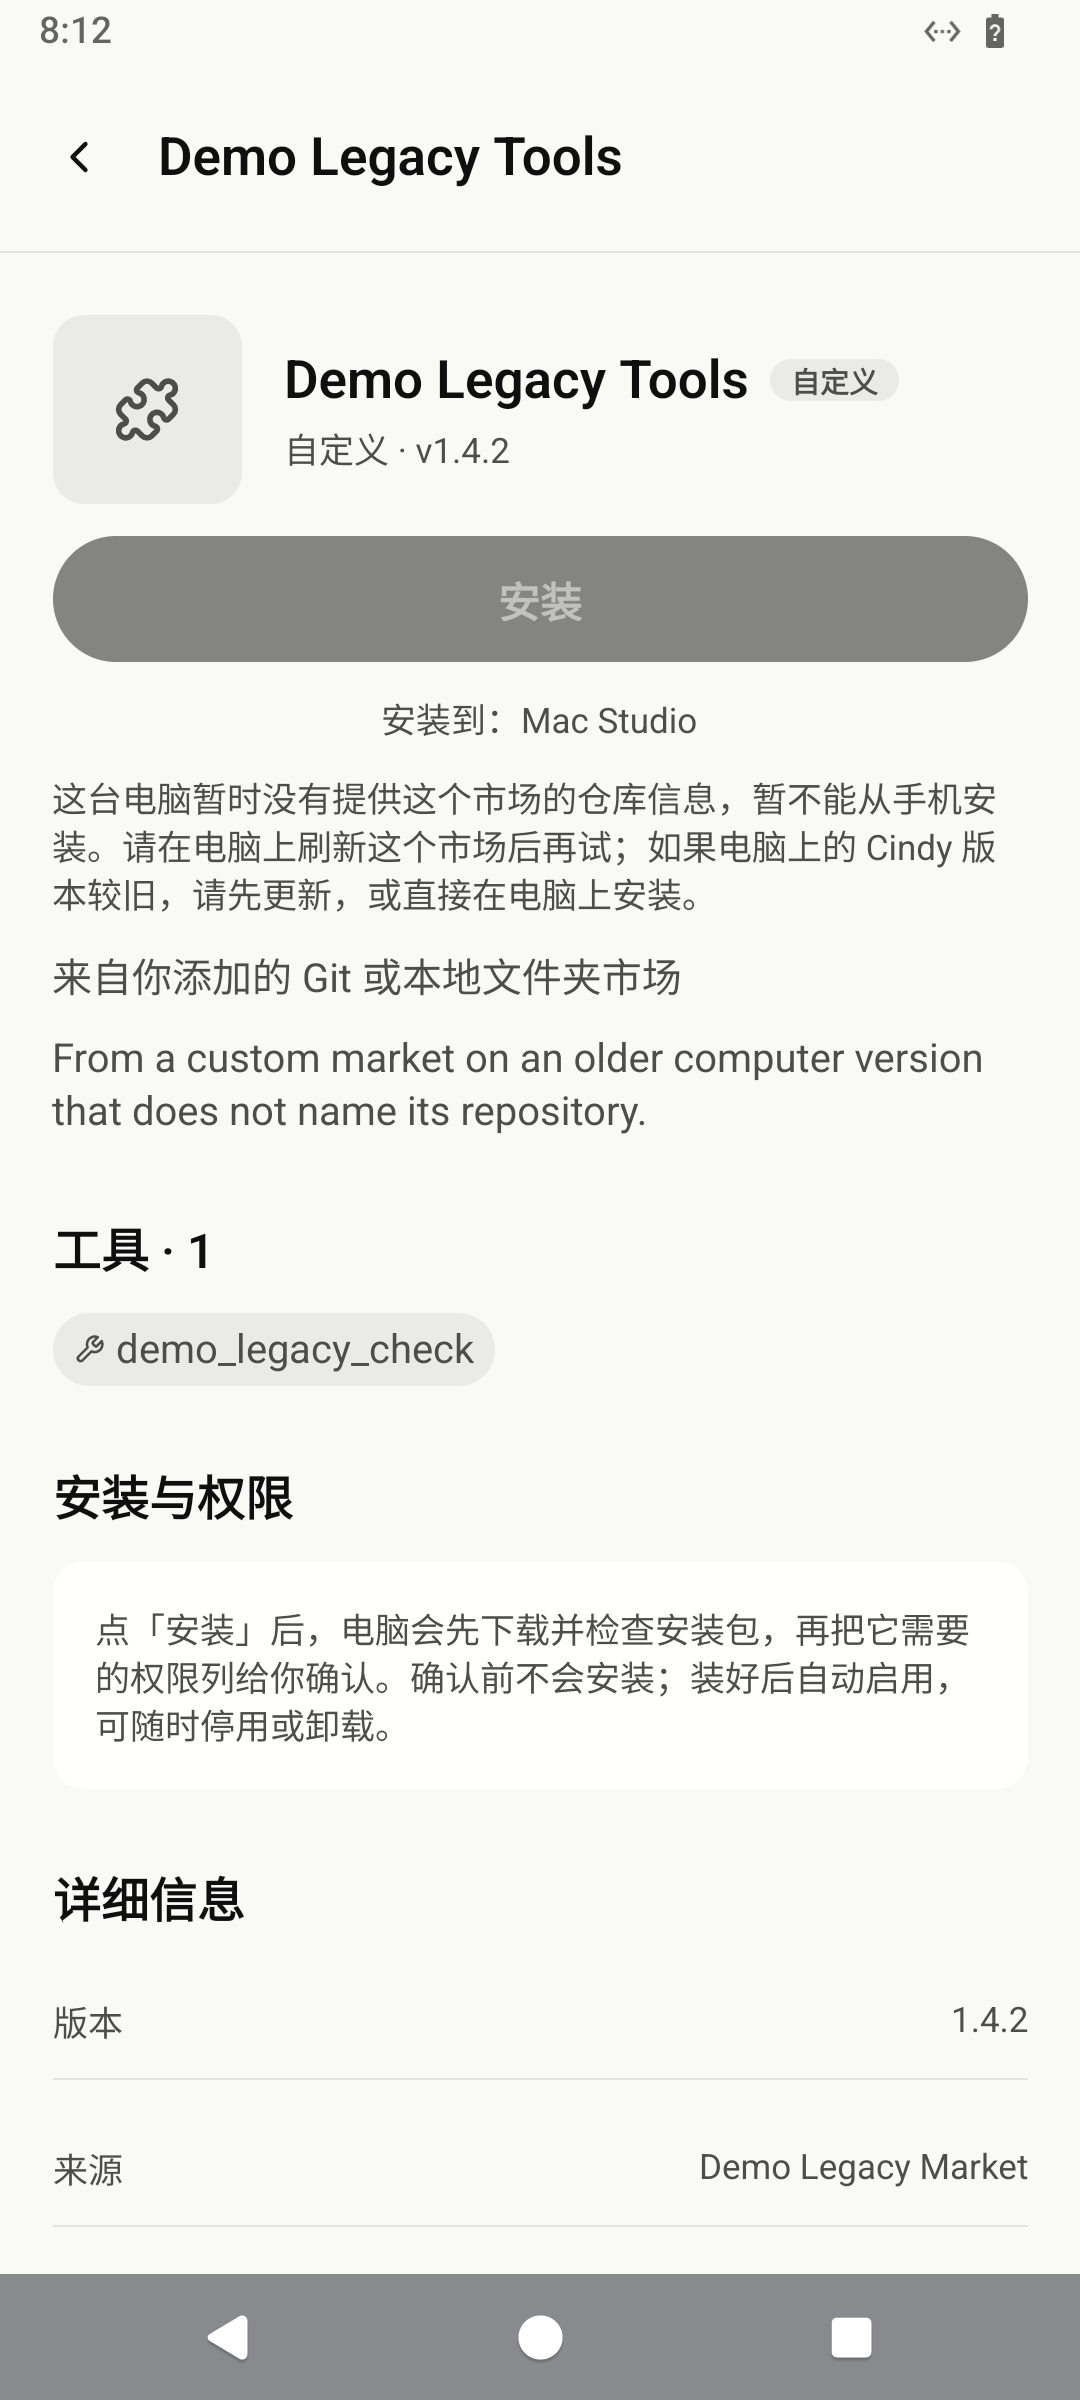 8:12
Demo Legacy Tools
Demo Legacy Tools 自定义
自定义 · v1.4.2
安装
安装到：Mac Studio
这台电脑暂时没有提供这个市场的仓库信息，暂不能从手机安
装。请在电脑上刷新这个市场后再试；如果电脑上的 Cindy 版
本较旧，请先更新，或直接在电脑上安装。
来自你添加的 Git 或本地文件夹市场
From a custom market on an older computer version
that does not name its repository.
工具 · 1
demo_legacy_check
安装与权限
点「安装」后，电脑会先下载并检查安装包，再把它需要
的权限列给你确认。确认前不会安装；装好后自动启用，
可随时停用或卸载。
详细信息
版本 1.4.2
来源 Demo Legacy Market